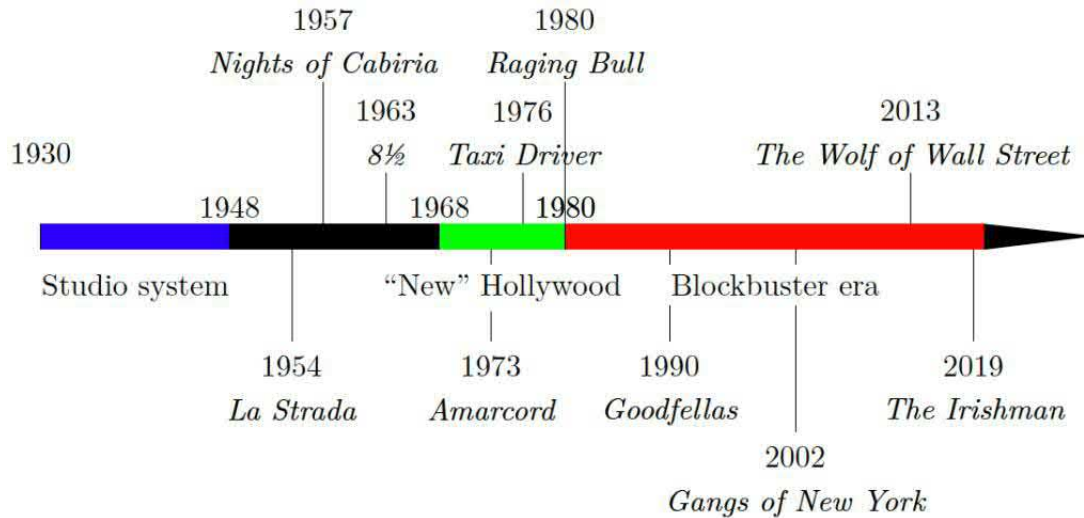 1957 1980
Nights of Cabiria Raging Bull
1963 1976 2013
1930 8½ Taxi Driver The Wolf of Wall Street
1948 1968 1980
Studio system “New” Hollywood Blockbuster era
1954 1973 1990 2019
La Strada Amarcord Goodfellas The Irishman
2002
Gangs of New York